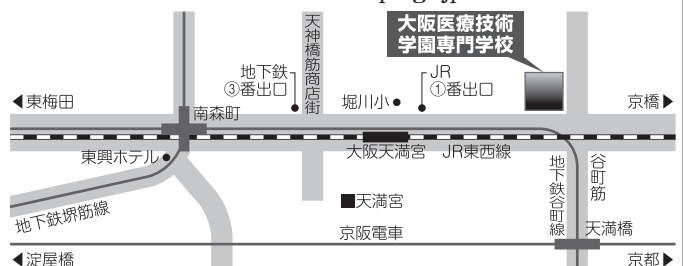 大阪医療技術
学園専門学校
天神橋筋商店街
地下鉄
③番出口
JR
①番出口
堀川小
◀東梅田
京橋▶
南森町
東興ホテル
大阪天満宮
JR東西線
地下鉄谷町線
谷町筋
地下鉄堺筋線
■天満宮
天満橋
京阪電車
◀淀屋橋
京都▶